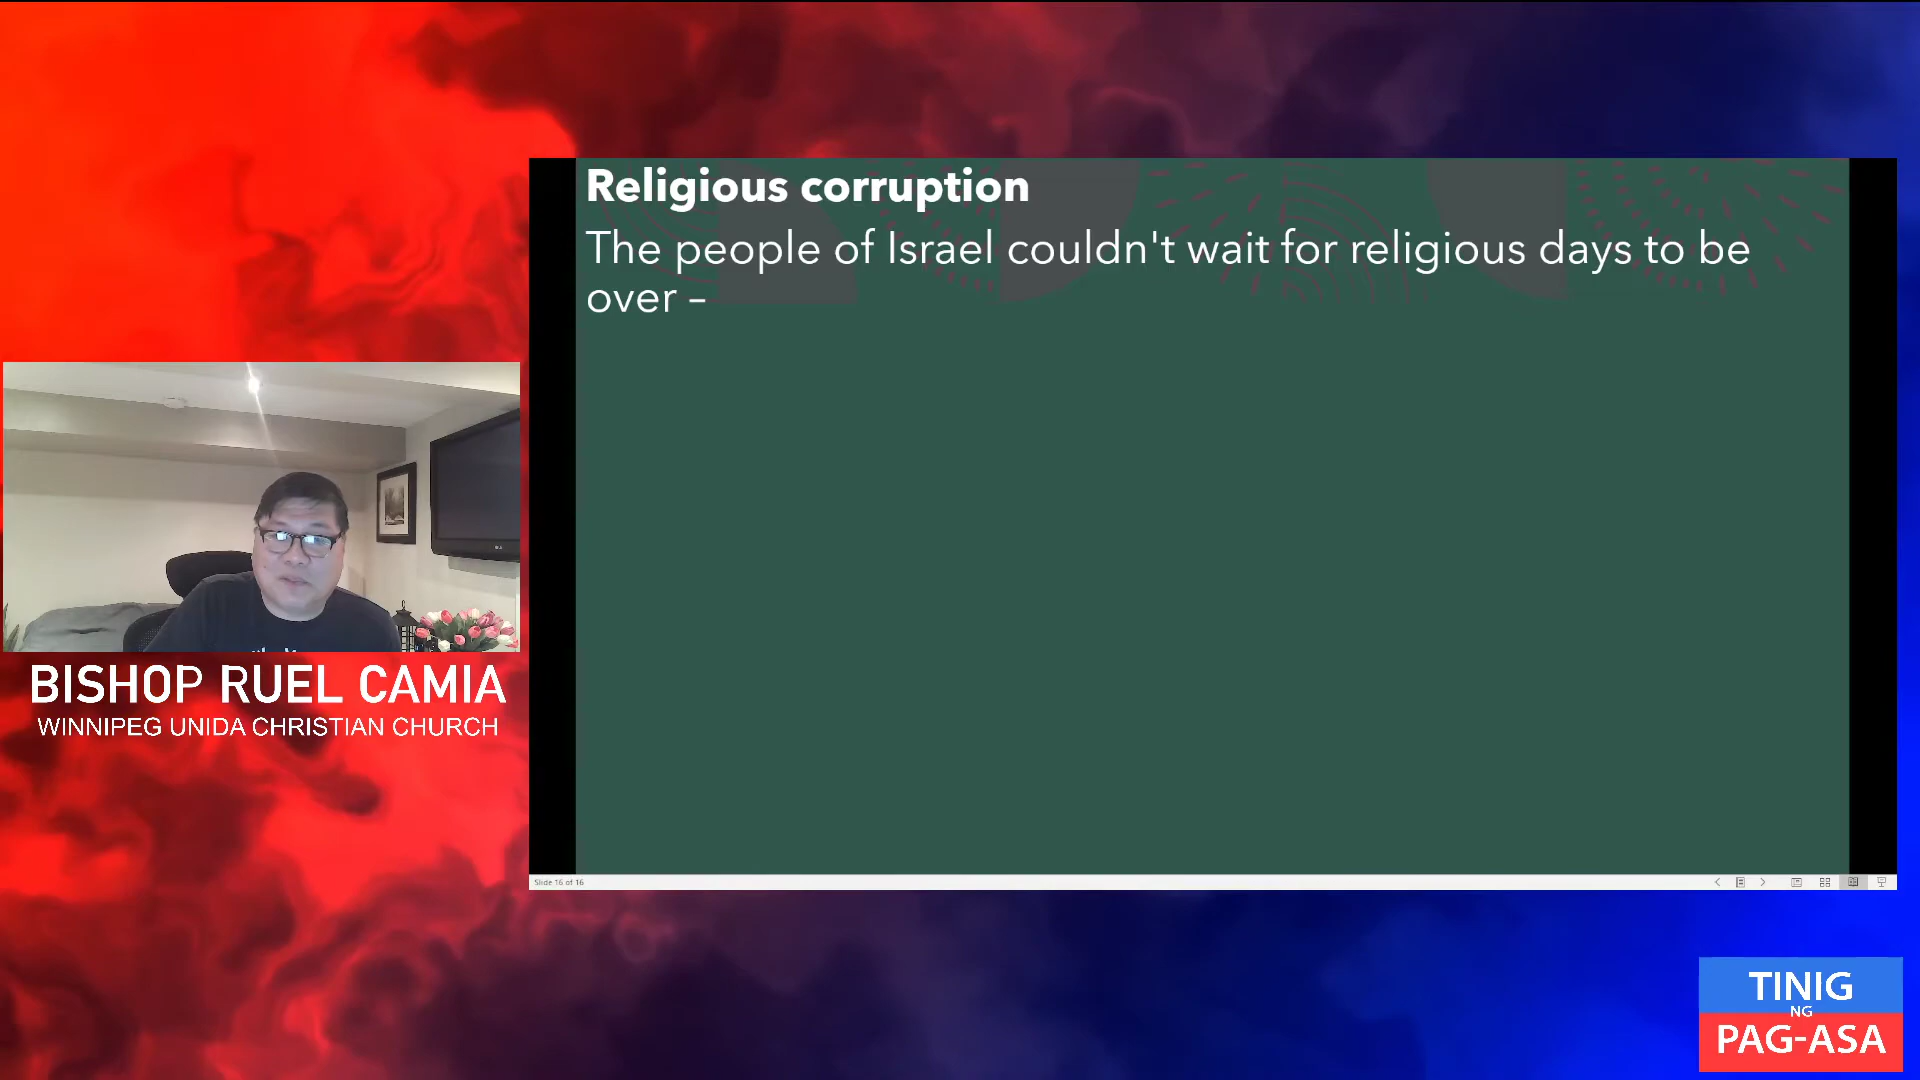 Religious corruption
The people of Israel couldn't wait for religious days to be
over –
BISHOP RUEL CAMIA
WINNIPEG UNIDA CHRISTIAN CHURCH
Slide 16 of 16
TINIG
NG
PAG-ASA